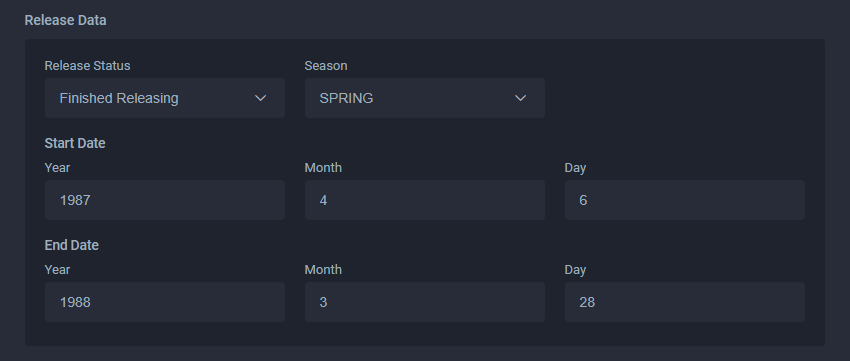 Release Data
Release Status Season
Finished Releasing SPRING
Start Date
Year Month Day
1987 4 6
End Date
Year Month Day
1988 3 28